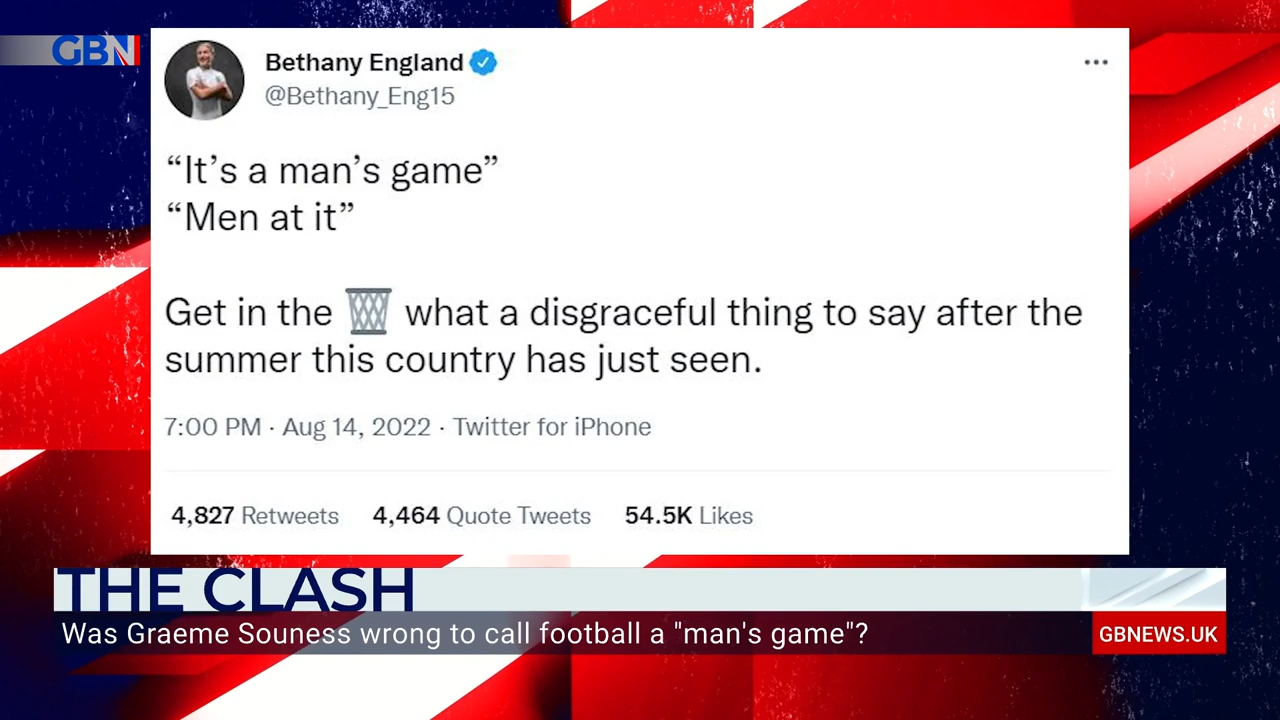 GBN
Bethany England
@Bethany_Eng15
“It’s a man’s game”
“Men at it”
Get in the 🗑 what a disgraceful thing to say after the
summer this country has just seen.
7:00 PM · Aug 14, 2022 · Twitter for iPhone
4,827 Retweets 4,464 Quote Tweets 54.5K Likes
THE CLASH
Was Graeme Souness wrong to call football a "man's game"?
GBNEWS.UK